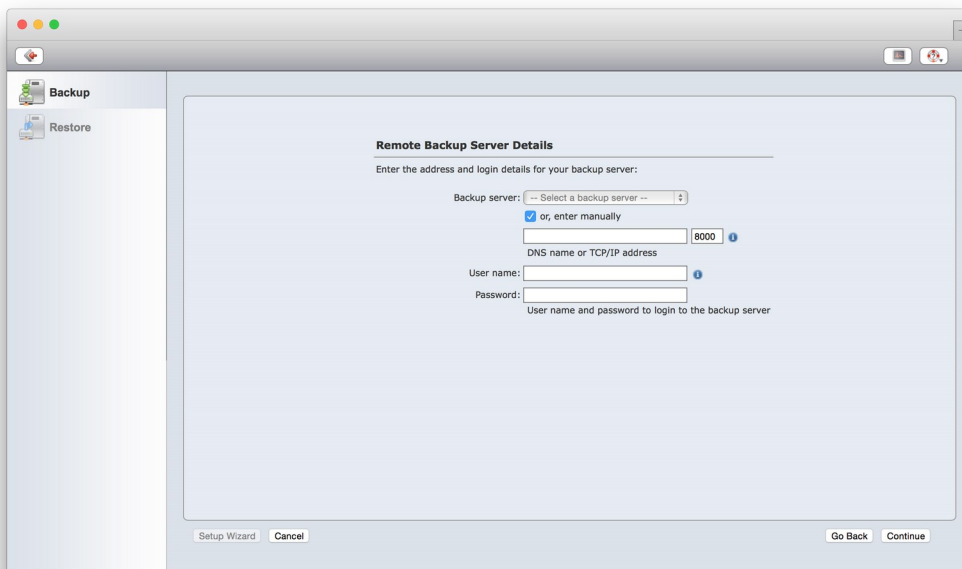 Backup
Restore
Remote Backup Server Details
Enter the address and login details for your backup server:
Backup server: -- Select a backup server --
or, enter manually
8000
DNS name or TCP/IP address
User name:
Password:
User name and password to login to the backup server
Setup Wizard Cancel Go Back Continue